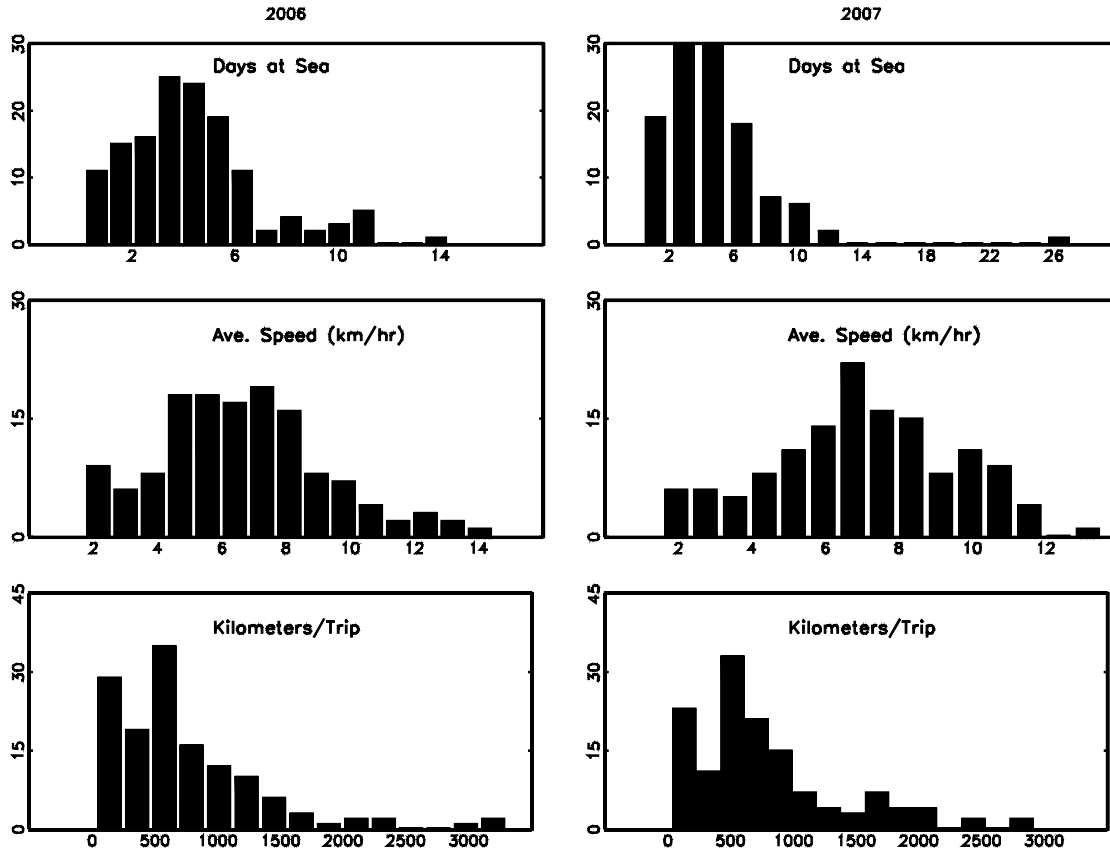 2006
2007
30
20
10
0
Days at Sea
2 6 10 14
30
20
10
0
Days at Sea
2 6 10 14 18 22 26
30
15
0
Ave. Speed (km/hr)
2 4 6 8 10 12 14
30
15
0
Ave. Speed (km/hr)
2 4 6 8 10 12
45
30
15
0
Kilometers/Trip
0 500 1000 1500 2000 2500 3000
45
30
15
0
Kilometers/Trip
0 500 1000 1500 2000 2500 3000